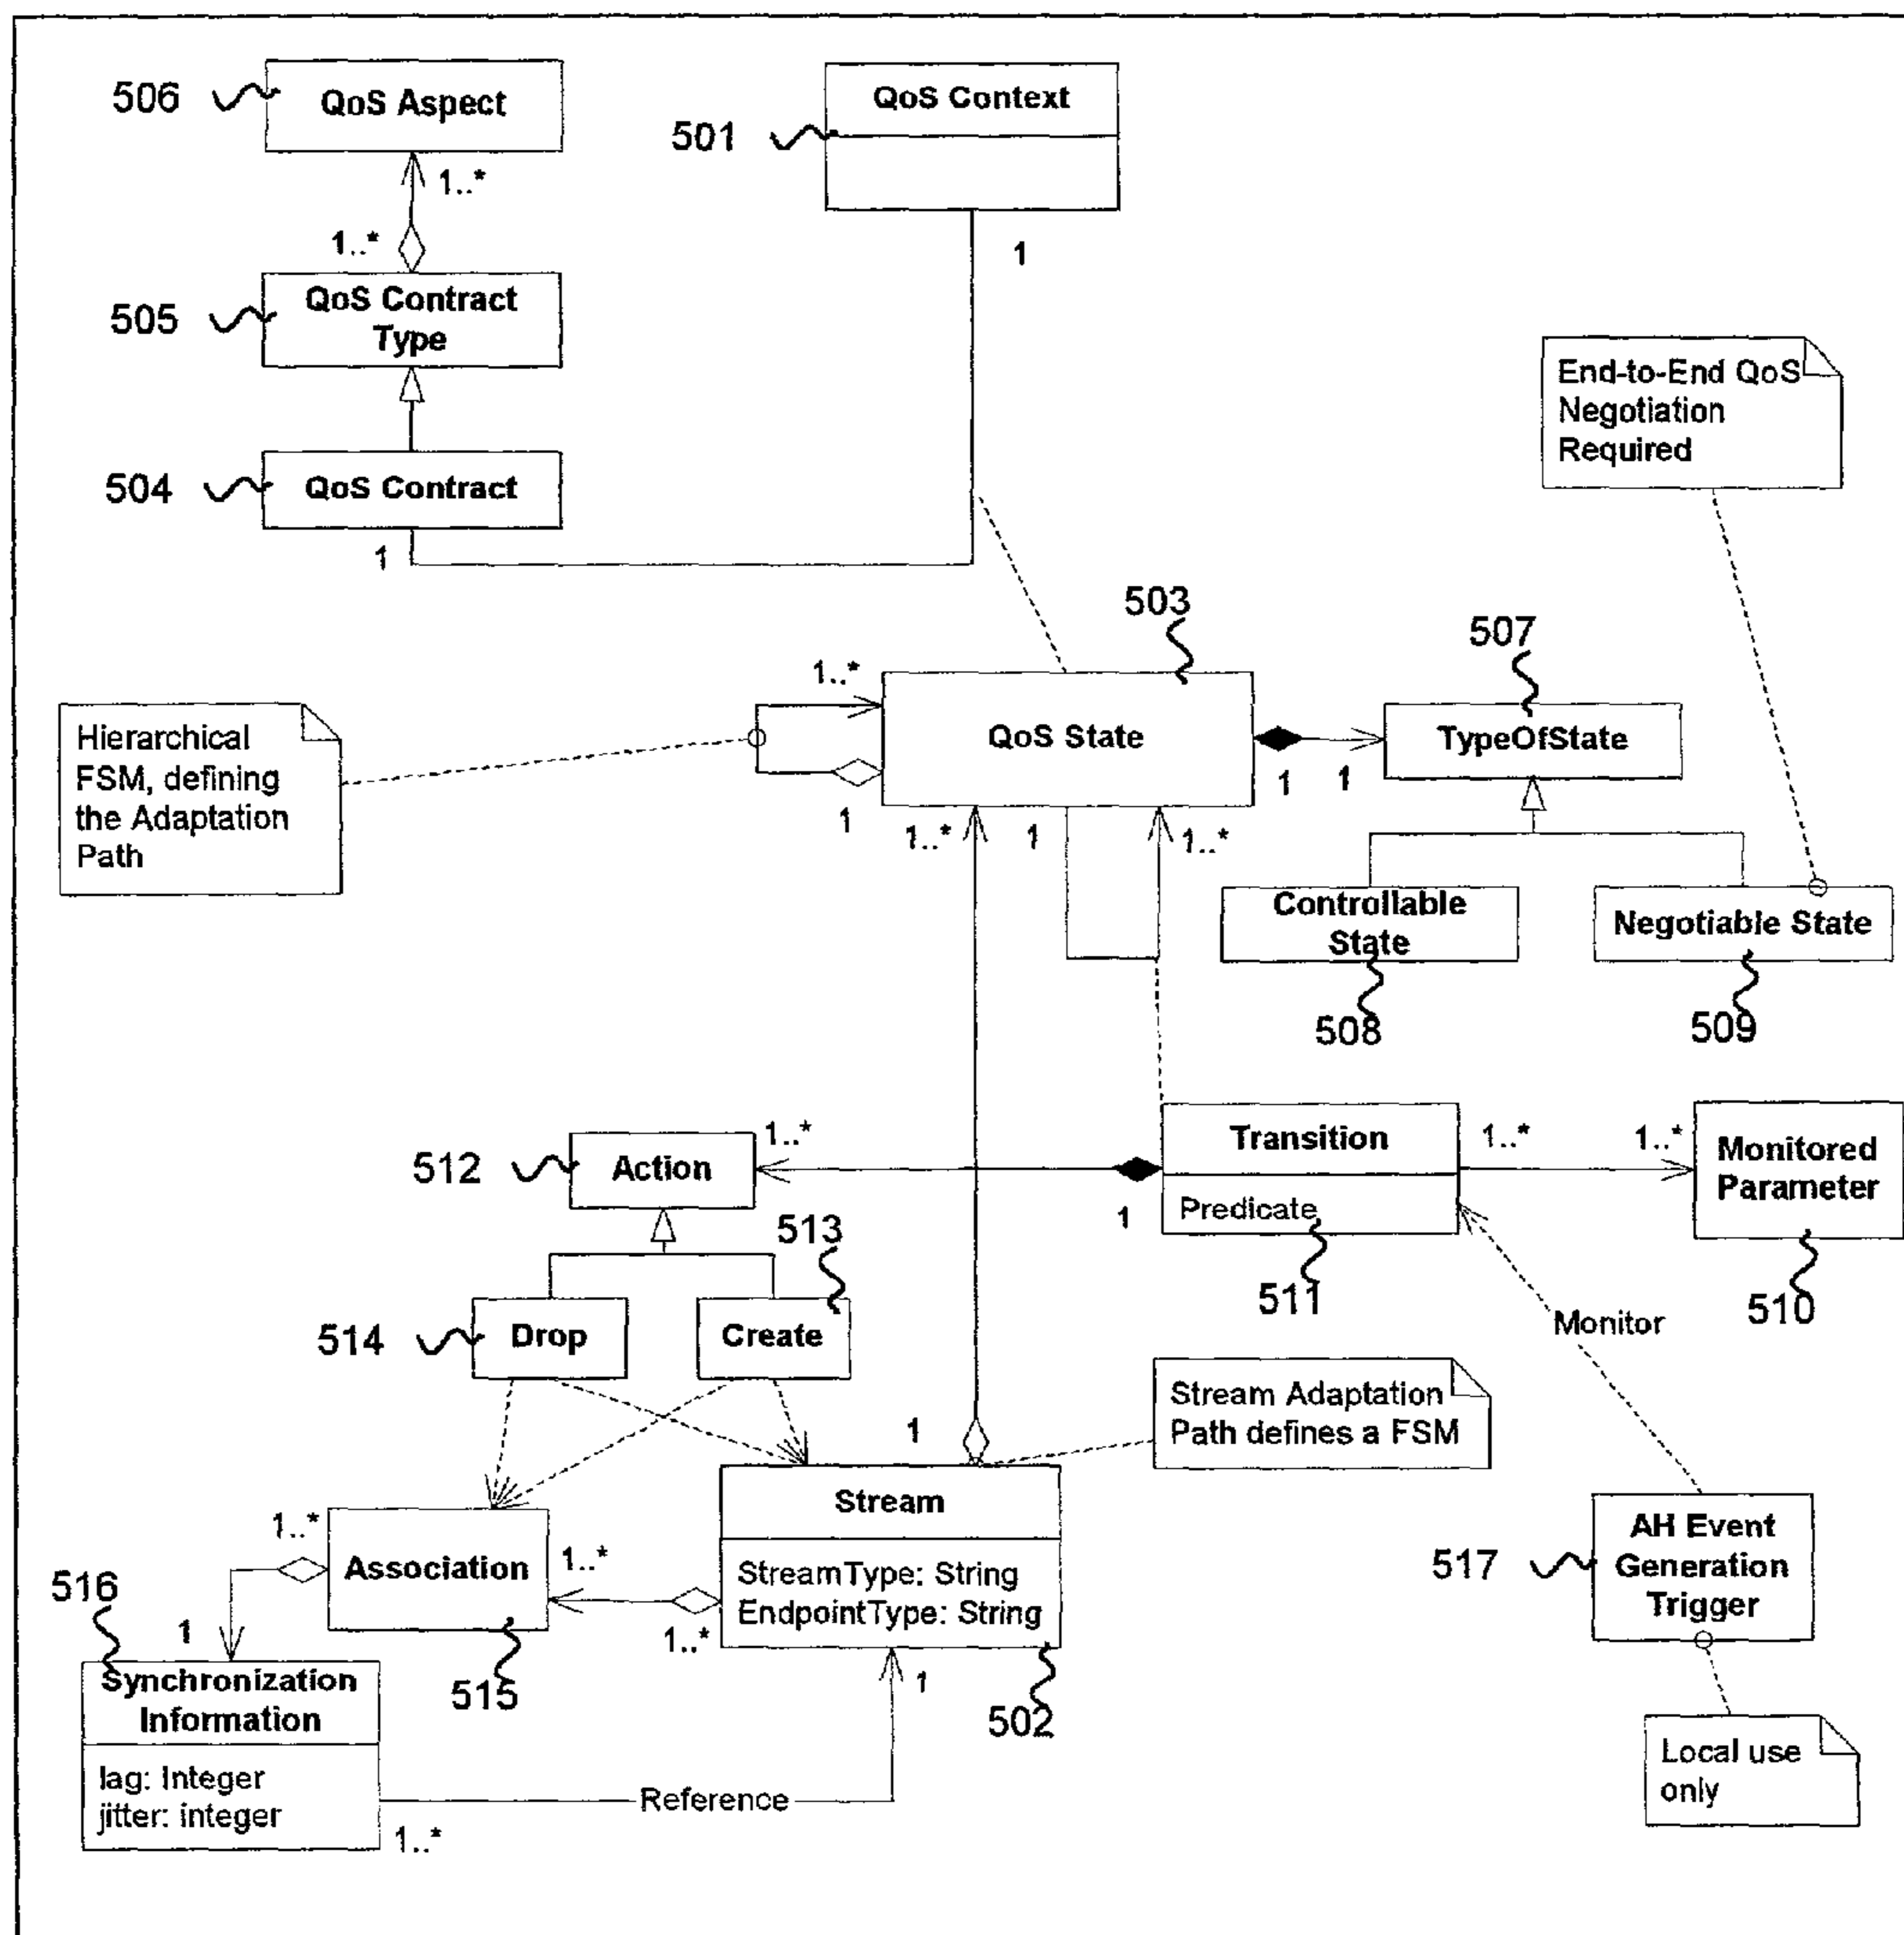 506
QoS Aspect
QoS Context
501
1..*
1..*
1
505
QoS Contract
Type
End-to-End QoS
Negotiation
Required
504
QoS Contract
1
503
507
1..*
Hierarchical
FSM, defining
the Adaptation
Path
QoS State
TypeOfState
1
1
1
1..*
1
1..*
Controllable
State
Negotiable State
508
509
1..*
512
Action
Transition
1..*
1..*
Monitored
Parameter
1
Predicate
513
511
510
514
Drop
Create
Monitor
Stream Adaptation
Path defines a FSM
1
Stream
1..*
AH Event
Generation
Trigger
517
Association
1..*
StreamType: String
EndpointType: String
516
1
1..*
Synchronization
Information
515
1
502
lag: Integer
jitter: integer
Reference
1..*
Local use
only